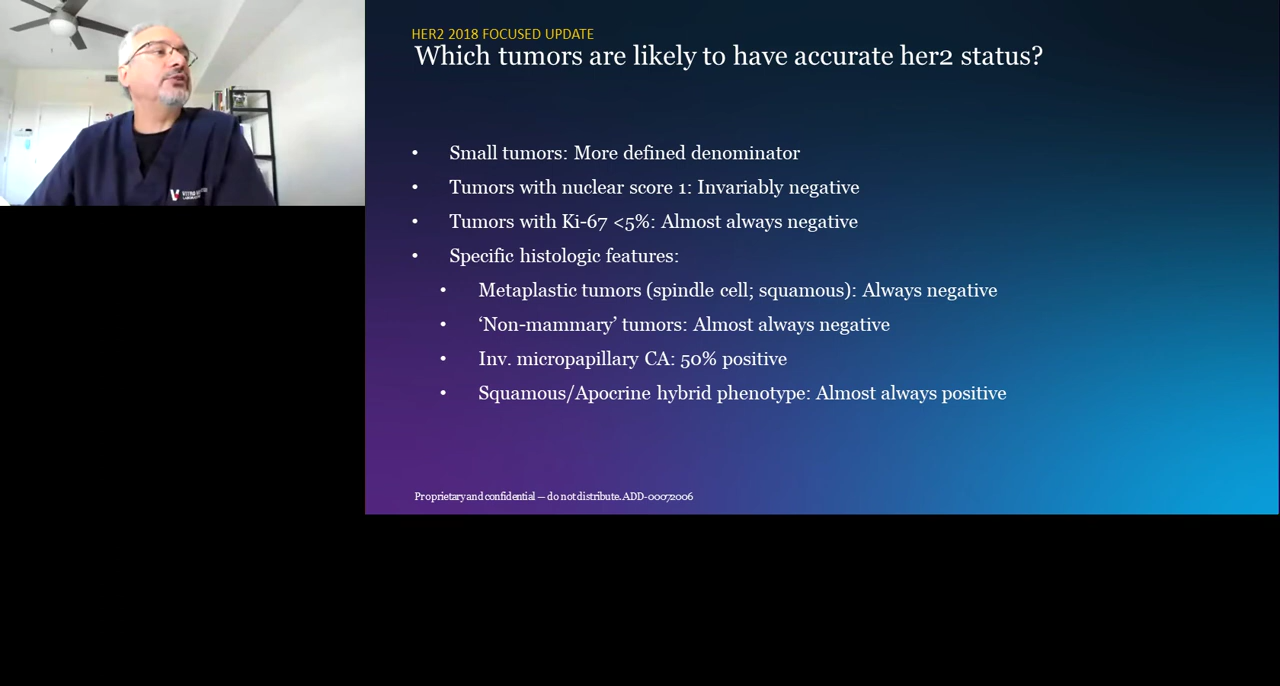 HER2 2018 FOCUSED UPDATE
Which tumors are likely to have accurate her2 status?
• Small tumors: More defined denominator
• Tumors with nuclear score 1: Invariably negative
• Tumors with Ki-67 <5%: Almost always negative
• Specific histologic features:
• Metaplastic tumors (spindle cell; squamous): Always negative
• ‘Non-mammary’ tumors: Almost always negative
• Inv. micropapillary CA: 50% positive
• Squamous/Apocrine hybrid phenotype: Almost always positive
Proprietary and confidential — do not distribute. ADD-00072006